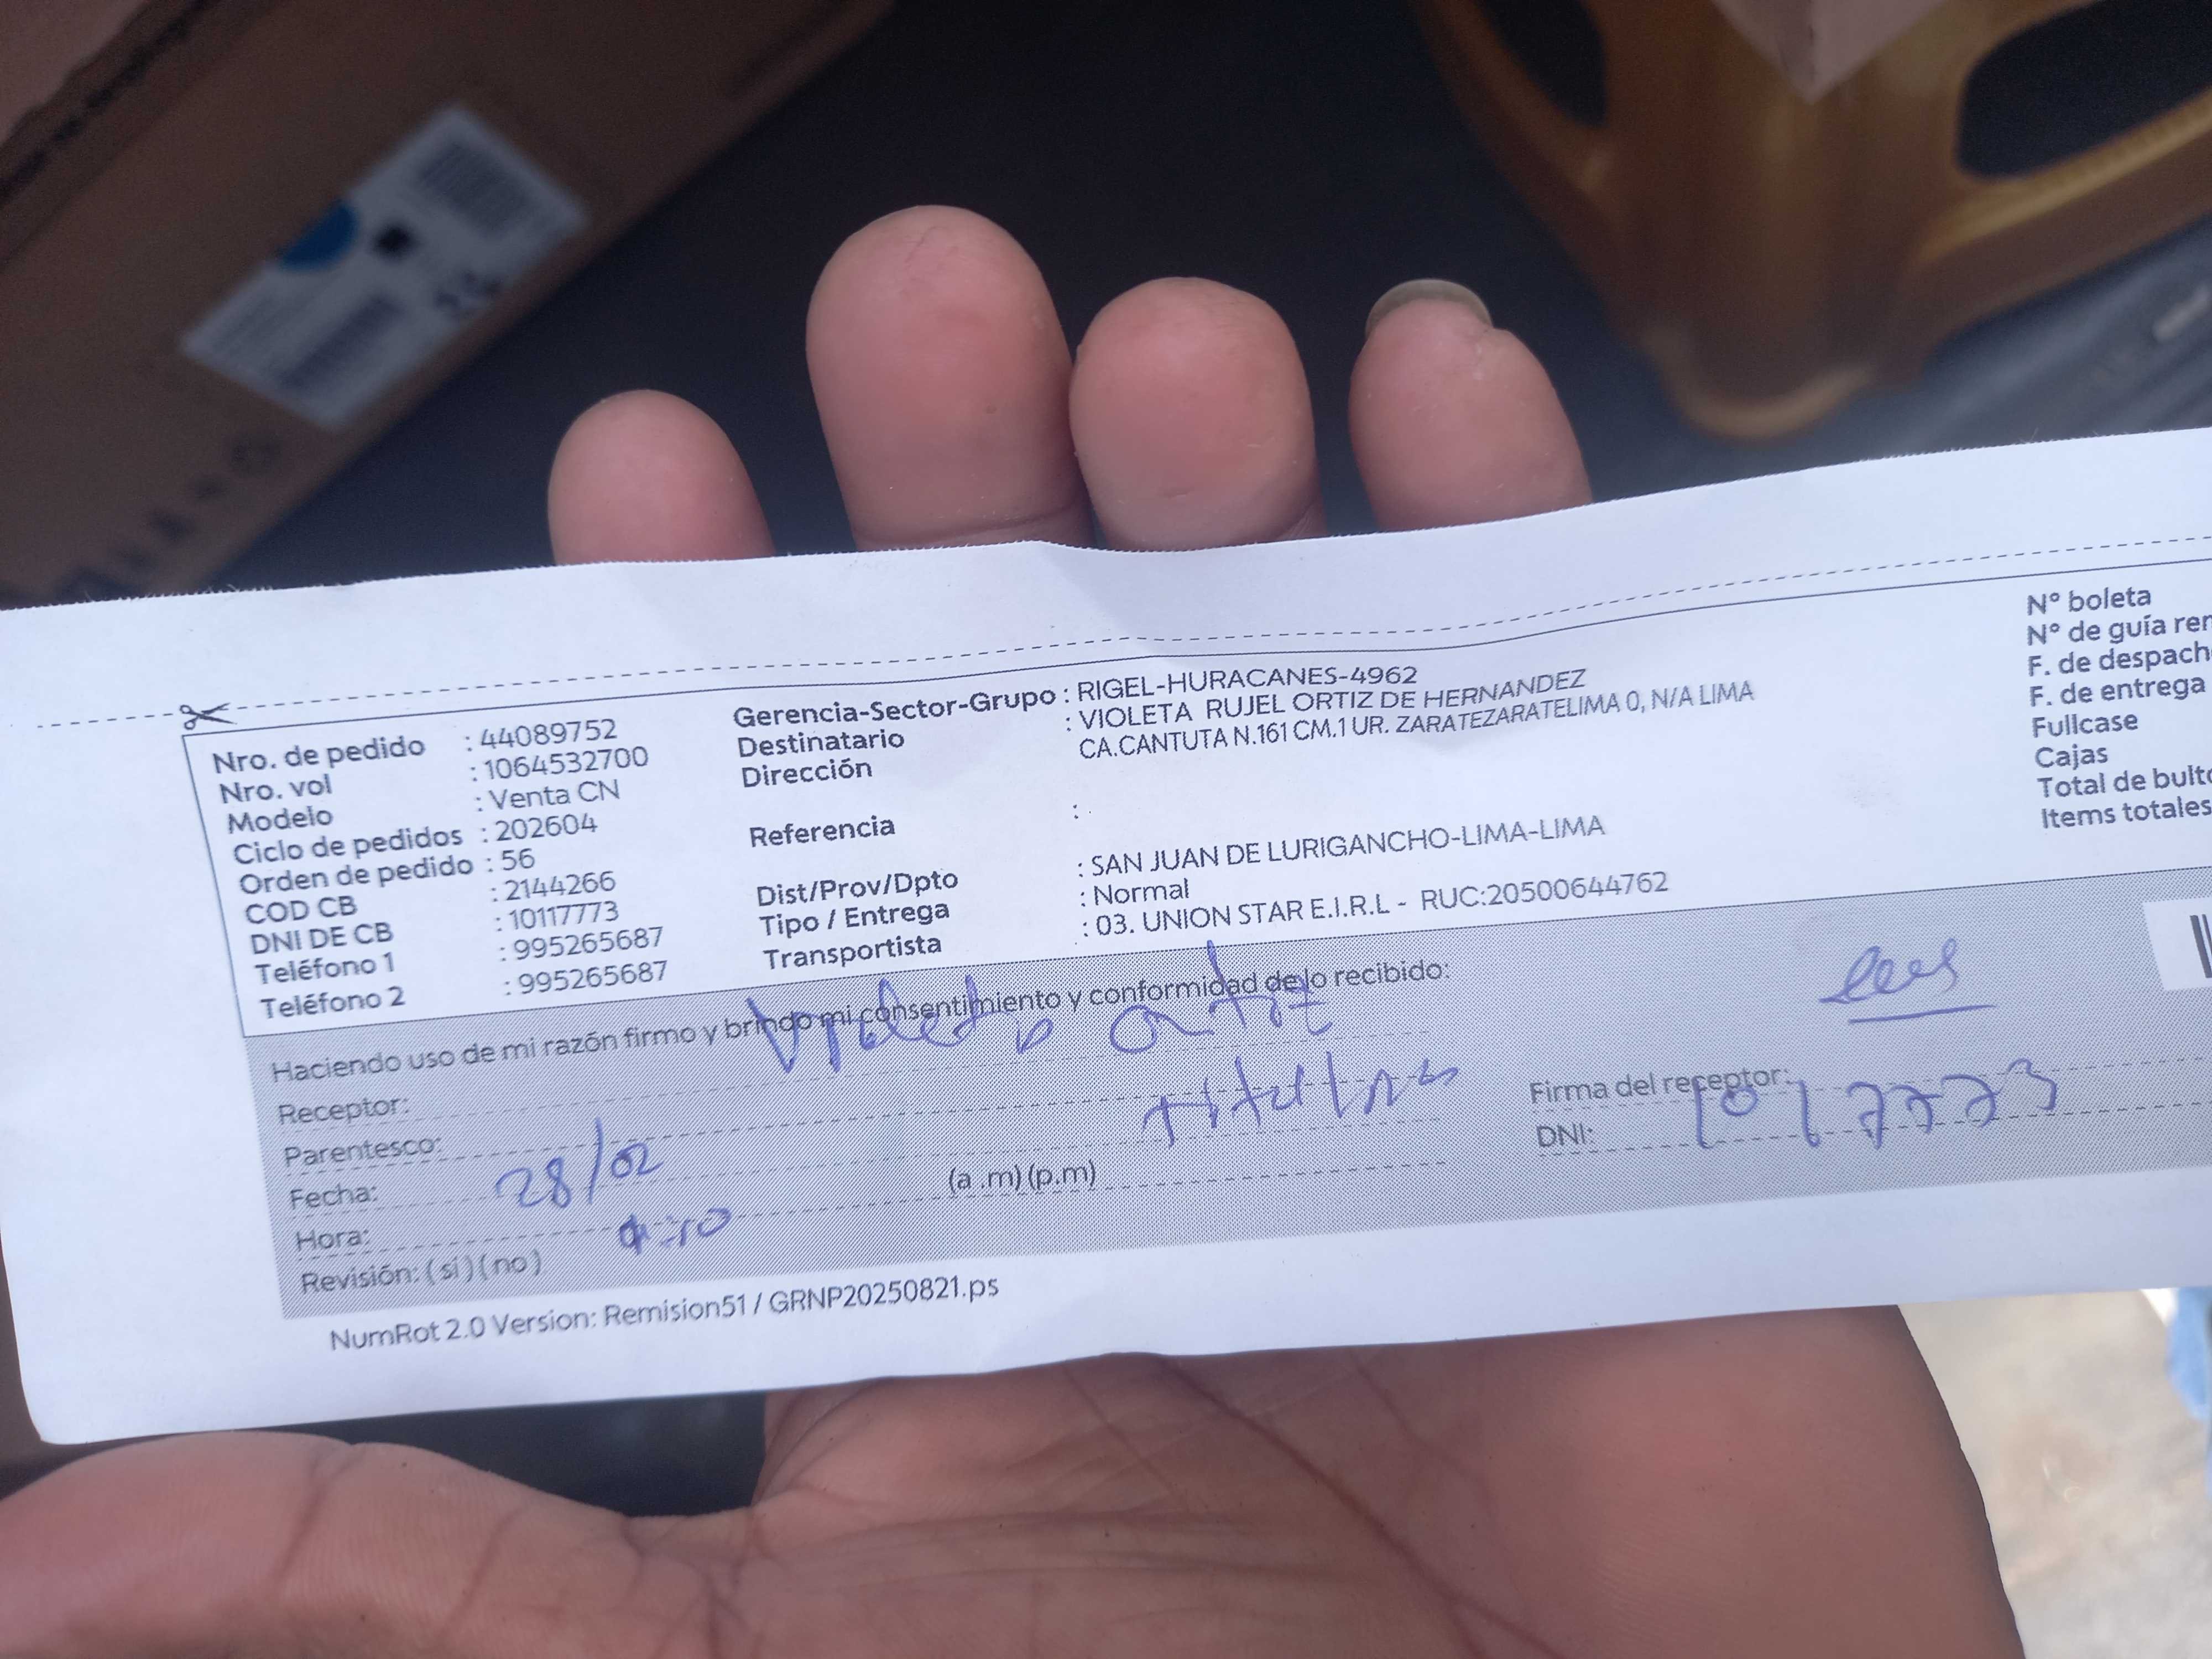 Nro. de pedido : 44089752
Nro. vol : 1064532700
Modelo : Venta CN
Ciclo de pedidos : 202604
Orden de pedido : 56
COD CB : 2144266
DNI DE CB : 10117773
Teléfono 1 : 995265687
Teléfono 2 : 995265687
Gerencia-Sector-Grupo : RIGEL-HURACANES-4962
Destinatario : VIOLETA RUJEL ORTIZ DE HERNANDEZ
Dirección CA.CANTUTA N.161 CM.1 UR. ZARATEZARATELIMA 0, N/A LIMA
Referencia :
Dist/Prov/Dpto : SAN JUAN DE LURIGANCHO-LIMA-LIMA
Tipo / Entrega : Normal
Transportista : 03. UNION STAR E.I.R.L - RUC:20500644762
N° boleta
N° de guía rer
F. de despach
F. de entrega
Fullcase
Cajas
Total de bult
Items totales
Haciendo uso de mi razón firmo y brindo mi consentimiento y conformidad de lo recibido:
Receptor: Violeta Ortiz
Parentesco:
Fecha: 28/02
Hora: (a .m) (p.m)
Revisión: ( si ) ( no )
Firma del receptor:
DNI:
NumRot 2.0 Version: Remision51 / GRNP20250821.ps